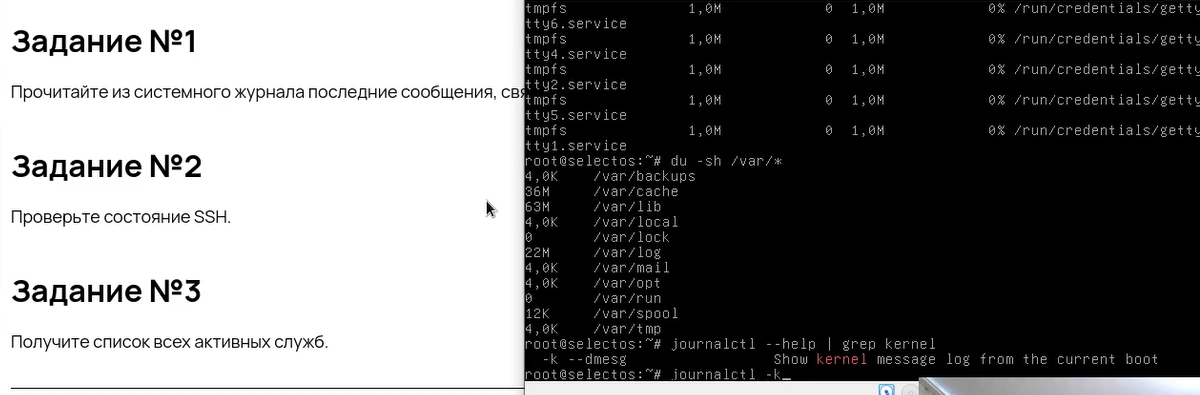 Задание №1
Прочитайте из системного журнала последние сообщения,
Задание №2
Проверьте состояние SSH.
Задание №3
Получите список всех активных служб.
tmpfs 1,0M 0 1,0M 0% /run/credentials/getty
tty6.service
tmpfs 1,0M 0 1,0M 0% /run/credentials/getty
tty4.service
tmpfs 1,0M 0 1,0M 0% /run/credentials/getty
tty2.service
tmpfs 1,0M 0 1,0M 0% /run/credentials/getty
tty5.service
tmpfs 1,0M 0 1,0M 0% /run/credentials/getty
tty1.service
root@selectos:~# du -sh /var/*
4,0K /var/backups
36M /var/cache
63M /var/lib
4,0K /var/local
0 /var/lock
22M /var/log
4,0K /var/mail
4,0K /var/opt
0 /var/run
12K /var/spool
4,0K /var/tmp
root@selectos:~# journalctl --help | grep kernel
-k --dmesg Show kernel message log from the current boot
root@selectos:~# journalctl -k_